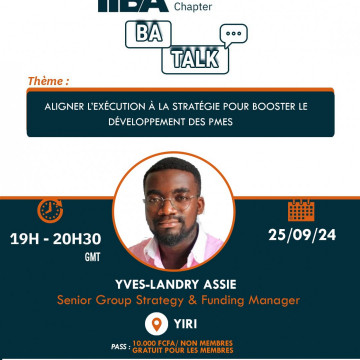 IIBA
Chapter
BA
TALK
Thème :
ALIGNER L'EXÉCUTION À LA STRATÉGIE POUR BOOSTER LE
DÉVELOPPEMENT DES PMES
19H - 20H30
GMT
25/09/24
YVES-LANDRY ASSIE
Senior Group Strategy & Funding Manager
YIRI
PASS : 10.000 FCFA/ NON MEMBRES
GRATUIT POUR LES MEMBRES